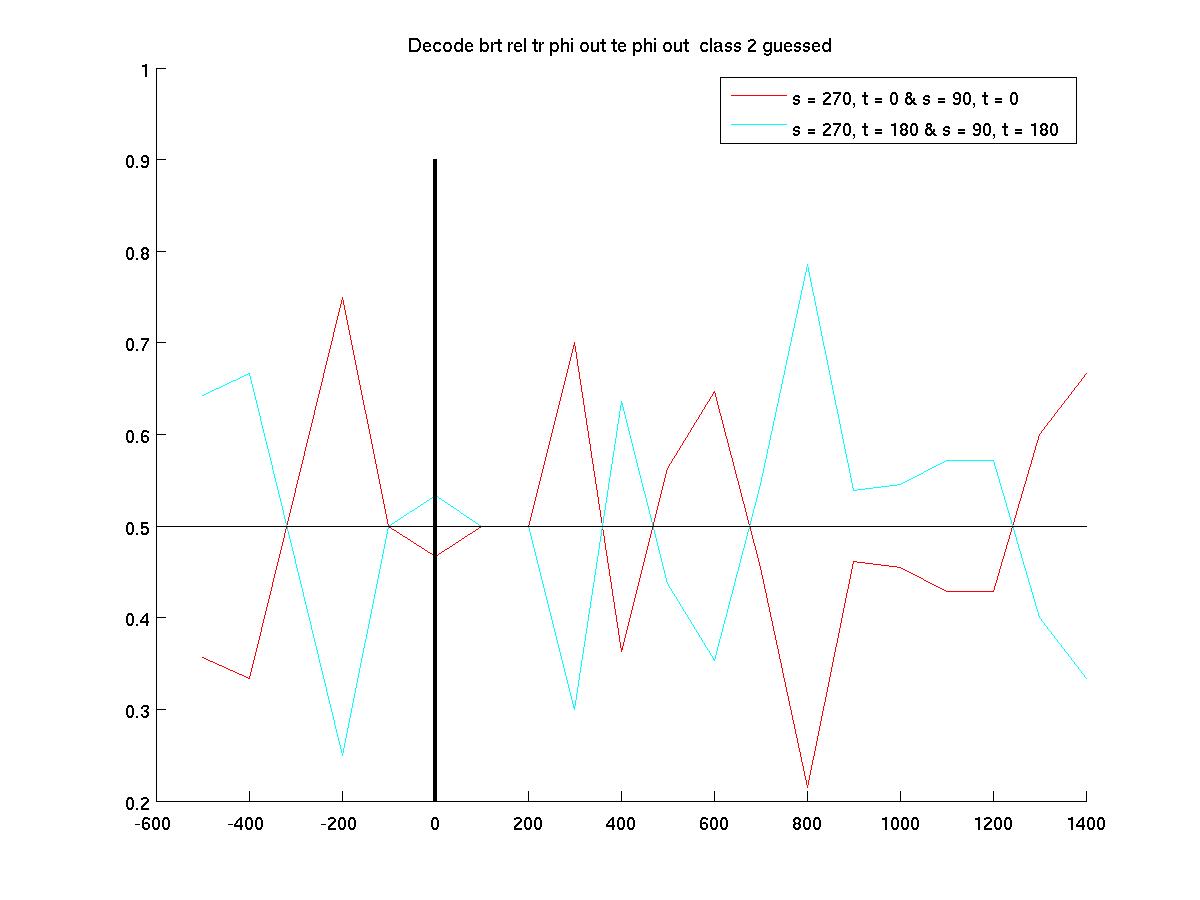 Decode brt rel tr phi out te phi out  class 2 guessed
s = 270, t = 0 & s = 90, t = 0
s = 270, t = 180 & s = 90, t = 180
1
0.9
0.8
0.7
0.6
0.5
0.4
0.3
0.2
-600 -400 -200 0 200 400 600 800 1000 1200 1400